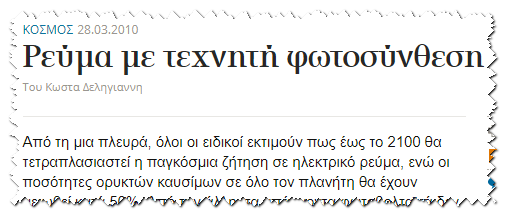 ΚΟΣΜΟΣ 28.03.2010
Ρεύμα με τεχνητή φωτοσύνθεση
Του Κωστα Δεληγιαννη
Από τη μια πλευρά, όλοι οι ειδικοί εκτιμούν πως έως το 2100 θα
τετραπλασιαστεί η παγκόσμια ζήτηση σε ηλεκτρικό ρεύμα, ενώ οι
ποσότητες ορυκτών καυσίμων σε όλο τον πλανήτη θα έχουν